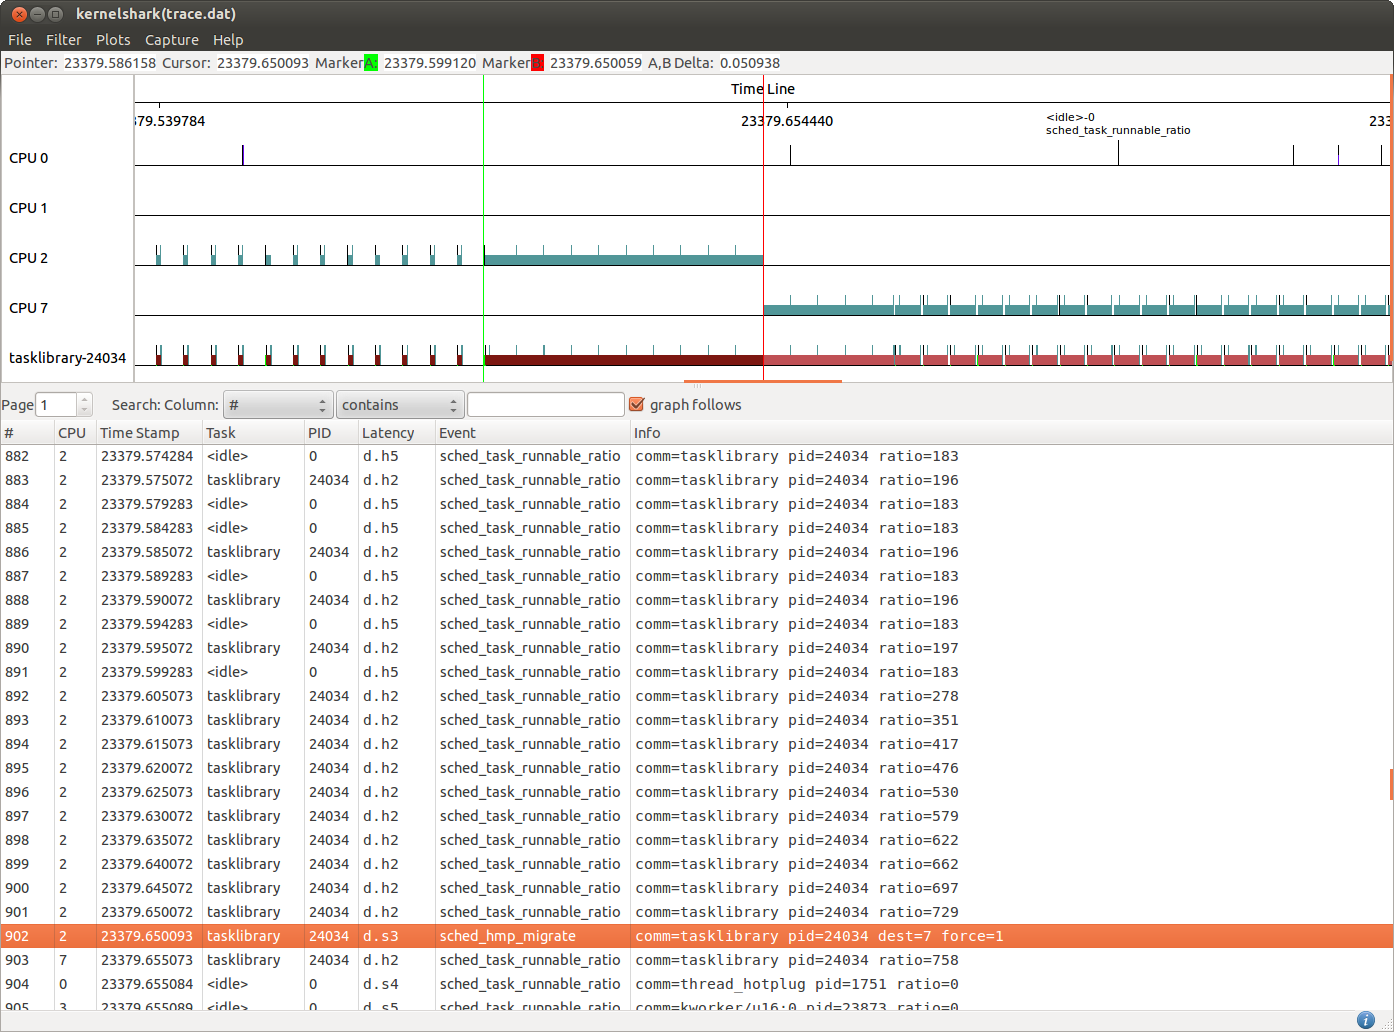 kernelshark(trace.dat)
File Filter Plots Capture Help
Pointer: 23379.586158 Cursor: 23379.650093 Marker A: 23379.599120 Marker B: 23379.650059 A,B Delta: 0.050938
Time Line
379.539784 23379.654440 <idle>-0 233
sched_task_runnable_ratio
CPU 0
CPU 1
CPU 2
CPU 7
tasklibrary-24034
Page 1 Search: Column: # contains graph follows
# CPU Time Stamp Task PID Latency Event Info
882 2 23379.574284 <idle> 0 d.h5 sched_task_runnable_ratio comm=tasklibrary pid=24034 ratio=183
883 2 23379.575072 tasklibrary 24034 d.h2 sched_task_runnable_ratio comm=tasklibrary pid=24034 ratio=196
884 2 23379.579283 <idle> 0 d.h5 sched_task_runnable_ratio comm=tasklibrary pid=24034 ratio=183
885 2 23379.584283 <idle> 0 d.h5 sched_task_runnable_ratio comm=tasklibrary pid=24034 ratio=183
886 2 23379.585072 tasklibrary 24034 d.h2 sched_task_runnable_ratio comm=tasklibrary pid=24034 ratio=196
887 2 23379.589283 <idle> 0 d.h5 sched_task_runnable_ratio comm=tasklibrary pid=24034 ratio=183
888 2 23379.590072 tasklibrary 24034 d.h2 sched_task_runnable_ratio comm=tasklibrary pid=24034 ratio=196
889 2 23379.594283 <idle> 0 d.h5 sched_task_runnable_ratio comm=tasklibrary pid=24034 ratio=183
890 2 23379.595072 tasklibrary 24034 d.h2 sched_task_runnable_ratio comm=tasklibrary pid=24034 ratio=197
891 2 23379.599283 <idle> 0 d.h5 sched_task_runnable_ratio comm=tasklibrary pid=24034 ratio=183
892 2 23379.605073 tasklibrary 24034 d.h2 sched_task_runnable_ratio comm=tasklibrary pid=24034 ratio=278
893 2 23379.610073 tasklibrary 24034 d.h2 sched_task_runnable_ratio comm=tasklibrary pid=24034 ratio=351
894 2 23379.615073 tasklibrary 24034 d.h2 sched_task_runnable_ratio comm=tasklibrary pid=24034 ratio=417
895 2 23379.620072 tasklibrary 24034 d.h2 sched_task_runnable_ratio comm=tasklibrary pid=24034 ratio=476
896 2 23379.625073 tasklibrary 24034 d.h2 sched_task_runnable_ratio comm=tasklibrary pid=24034 ratio=530
897 2 23379.630072 tasklibrary 24034 d.h2 sched_task_runnable_ratio comm=tasklibrary pid=24034 ratio=579
898 2 23379.635072 tasklibrary 24034 d.h2 sched_task_runnable_ratio comm=tasklibrary pid=24034 ratio=622
899 2 23379.640072 tasklibrary 24034 d.h2 sched_task_runnable_ratio comm=tasklibrary pid=24034 ratio=662
900 2 23379.645072 tasklibrary 24034 d.h2 sched_task_runnable_ratio comm=tasklibrary pid=24034 ratio=697
901 2 23379.650072 tasklibrary 24034 d.h2 sched_task_runnable_ratio comm=tasklibrary pid=24034 ratio=729
902 2 23379.650093 tasklibrary 24034 d.s3 sched_hmp_migrate comm=tasklibrary pid=24034 dest=7 force=1
903 7 23379.655073 tasklibrary 24034 d.h2 sched_task_runnable_ratio comm=tasklibrary pid=24034 ratio=758
904 0 23379.655084 <idle> 0 d.s4 sched_task_runnable_ratio comm=thread_hotplug pid=1751 ratio=0
905 3 23379.655089 <idle> 0 d.s5 sched_task_runnable_ratio comm=kworker/u16:0 pid=23873 ratio=0